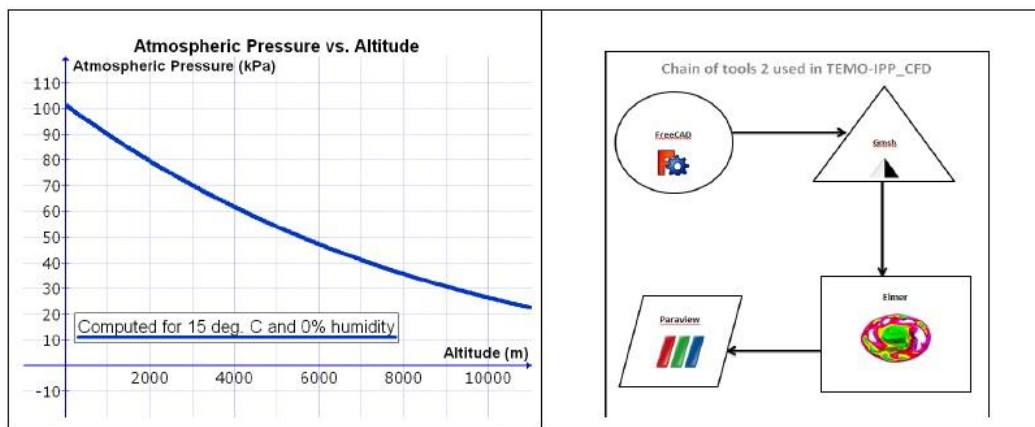 Atmospheric Pressure vs. Altitude
Atmospheric Pressure (kPa)
110
100
90
80
70
60
50
40
30
20
10
-10
Computed for 15 deg. C and 0% humidity
Altitude (m)
2000
4000
6000
8000
10000
Chain of tools 2 used in TEMO-IPP_CFD
FreeCAD
Gmsh
Elmer
Paraview